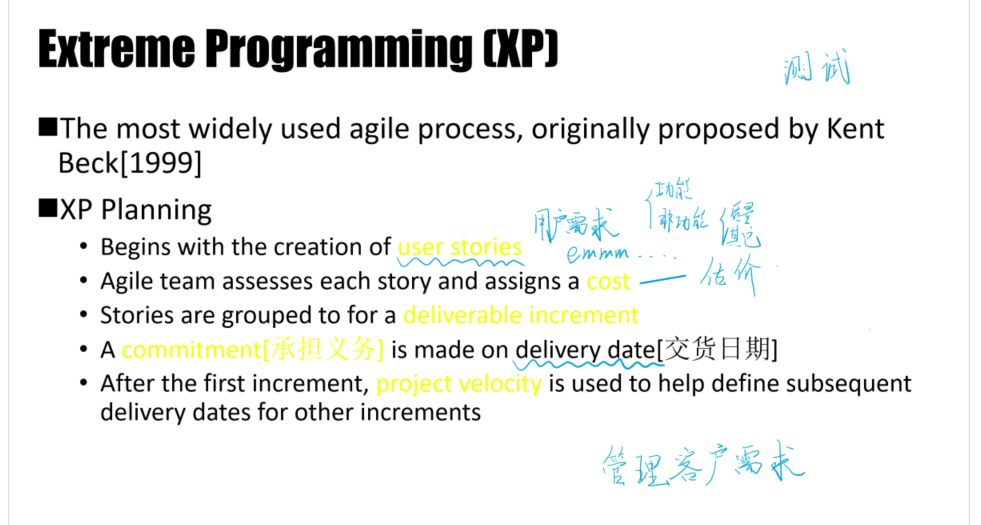 Extreme Programming (XP)
测试
■The most widely used agile process, originally proposed by Kent
Beck[1999]
■XP Planning
功能
用户需求
非功能
质量
其它
• Begins with the creation of user stories
emmm....
• Agile team assesses each story and assigns a cost — 估价
• Stories are grouped to for a deliverable increment
• A commitment[承担义务] is made on delivery date[交货日期]
• After the first increment, project velocity is used to help define subsequent
delivery dates for other increments
管理客户需求